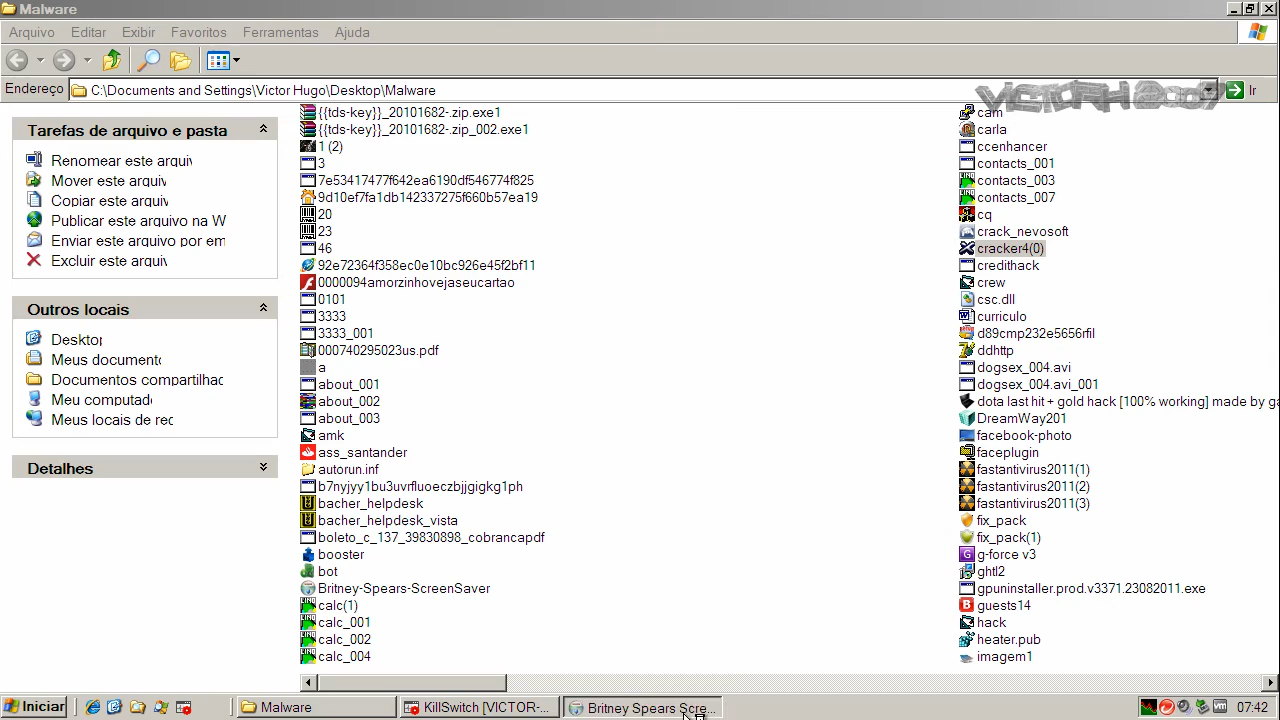 Malware
Arquivo Editar Exibir Favoritos Ferramentas Ajuda
Endereço C:\Documents and Settings\Victor Hugo\Desktop\Malware Ir
VICTORH 2007
Tarefas de arquivo e pasta
Renomear este arquiv
Mover este arquiv
Copiar este arquiv
Publicar este arquivo na W
Enviar este arquivo por em
Excluir este arquiv
Outros locais
Desktop
Meus documento
Documentos compartilhac
Meu computad
Meus locais de rec
Detalhes
{{tds-key}}_20101682-.zip.exe1
{{tds-key}}_20101682-.zip_002.exe1
1 (2)
3
7e53417477f642ea6190df546774f825
9d10ef7fa1db142337275f660b57ea13
20
23
46
92e72364f358ec0e10bc926e45f2bf11
0000094amorzinhovejaseucartao
0101
3333
3333_001
000740295023us.pdf
a
about_001
about_002
about_003
amk
ass_santander
autorun.inf
b7nyjyy1bu3uvrfluoeczbjjgigkg1ph
bacher_helpdesk
bacher_helpdesk_vista
boleto_c_137_39830898_cobrancapdf
booster
bot
Britney-Spears-ScreenSaver
calc(1)
calc_001
calc_002
calc_004
cam
carla
ccenhancer
contacts_001
contacts_003
contacts_007
cq
crack_nevosoft
cracker4(0)
credithack
crew
csc.dll
curriculo
d89cmp232e5656rfil
ddhttp
dogsex_004.avi
dogsex_004.avi_001
dota last hit + gold hack [100% working] made by ga
DreamWay201
facebook-photo
faceplugin
fastantivirus2011(1)
fastantivirus2011(2)
fastantivirus2011(3)
fix_pack
fix_pack(1)
g-force v3
ghtl2
gpuninstaller.prod.v3371.23082011.exe
guests14
hack
heater.pub
imagem1
Iniciar Malware KillSwitch [VICTOR-... Britney Spears Scre... 07:42